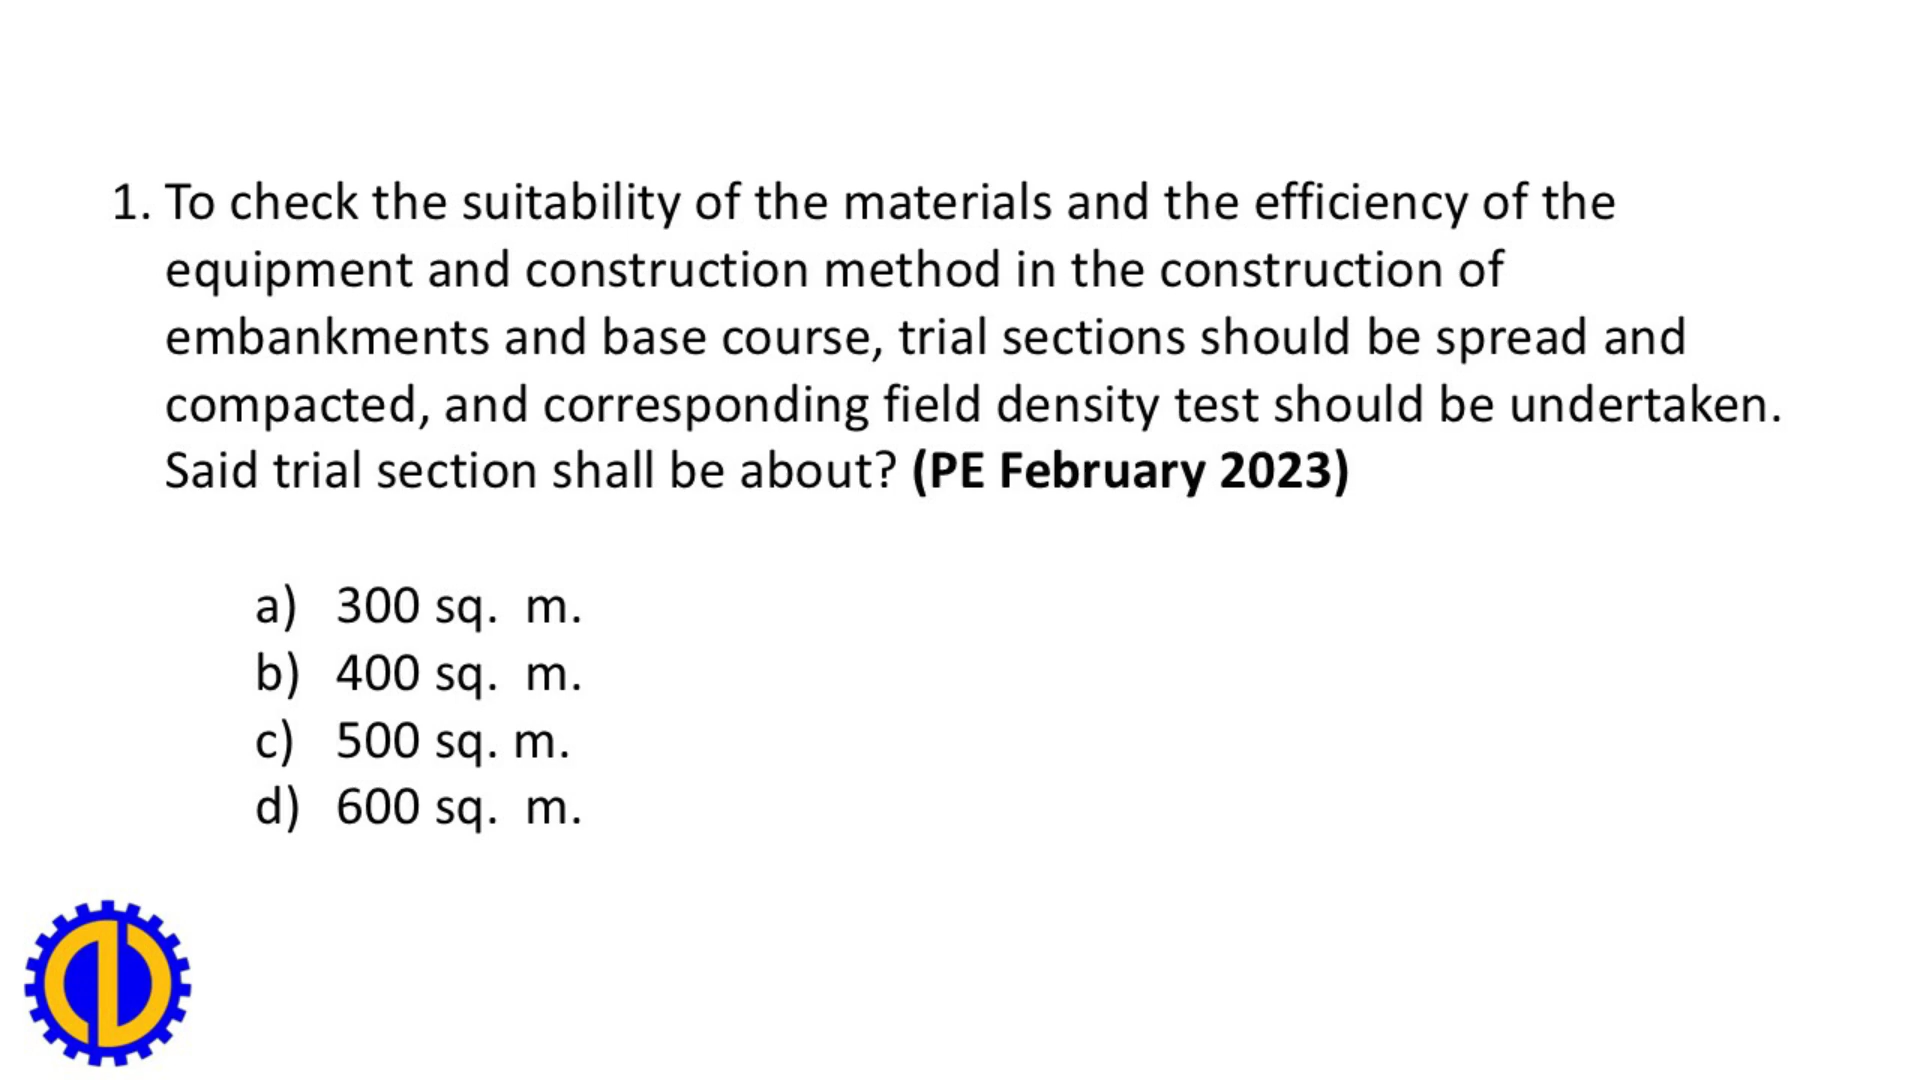 1. To check the suitability of the materials and the efficiency of the
equipment and construction method in the construction of
embankments and base course, trial sections should be spread and
compacted, and corresponding field density test should be undertaken.
Said trial section shall be about? (PE February 2023)
a) 300 sq. m.
b) 400 sq. m.
c) 500 sq. m.
d) 600 sq. m.